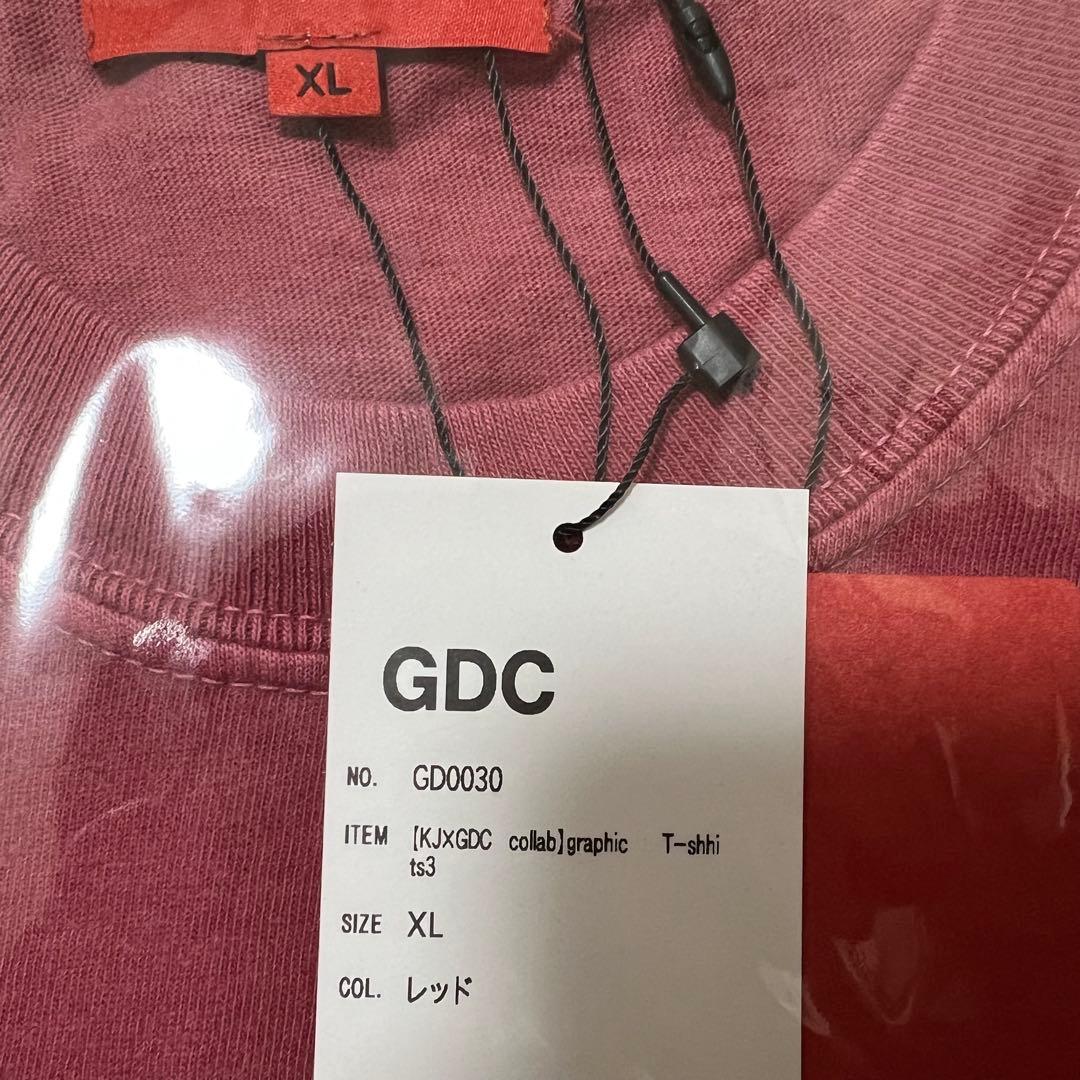 XL
GDC
NO. GD0030
ITEM 【KJ×GDC collab】graphic T-shhi
ts3
SIZE XL
COL. レッド